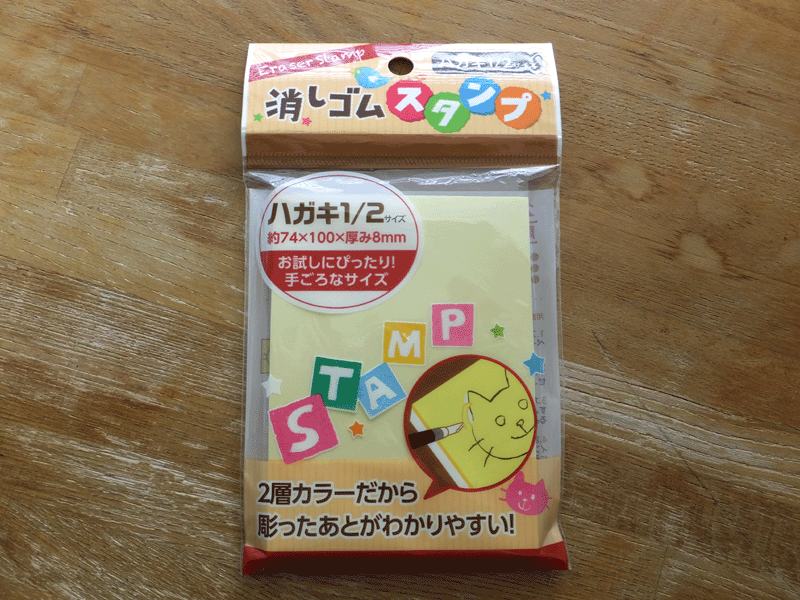 Eraser stamp
消しゴムスタンプ
ハガキ1/2サイズ
約74×100×厚み8mm
お試しにぴったり!
手ごろなサイズ
STAMP
2層カラーだから
彫ったあとがわかりやすい!